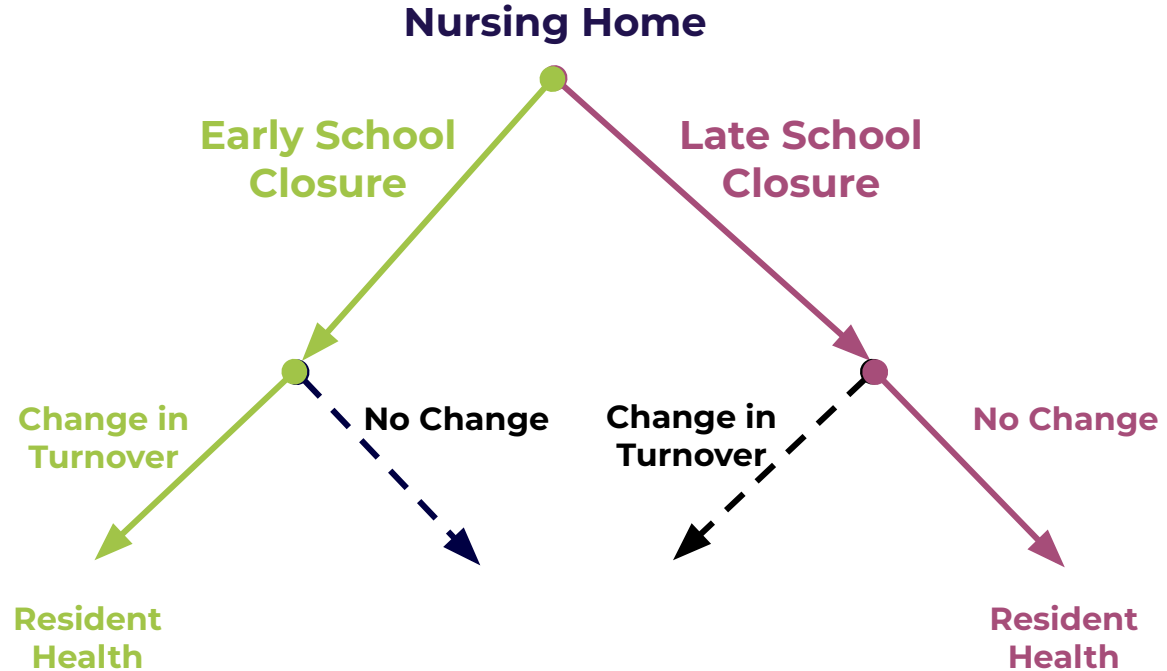 Nursing Home
Early School
Closure
Late School
Closure
Change in
Turnover
No Change
Change in
Turnover
No Change
Resident
Health
Resident
Health